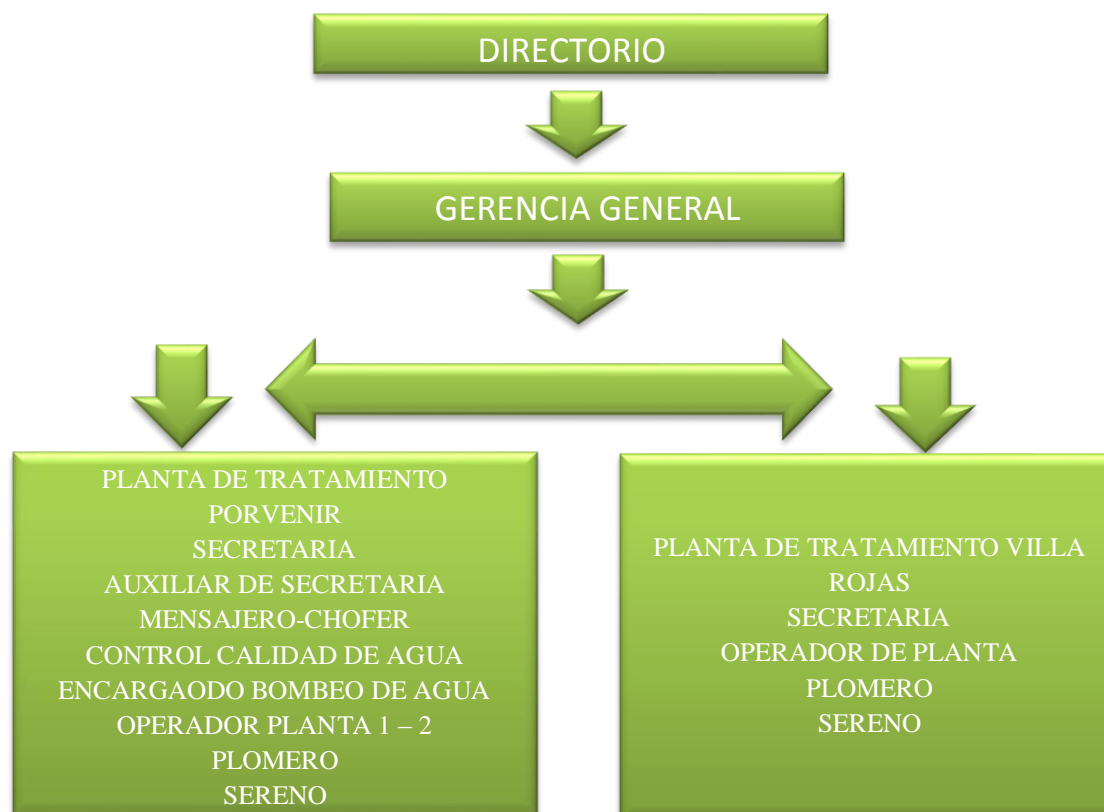 DIRECTORIO
GERENCIA GENERAL
PLANTA DE TRATAMIENTO
PORVENIR
SECRETARIA
AUXILIAR DE SECRETARIA
MENSAJERO-CHOFER
CONTROL CALIDAD DE AGUA
ENCARGAODO BOMBEO DE AGUA
OPERADOR PLANTA 1 – 2
PLOMERO
SERENO
PLANTA DE TRATAMIENTO VILLA
ROJAS
SECRETARIA
OPERADOR DE PLANTA
PLOMERO
SERENO